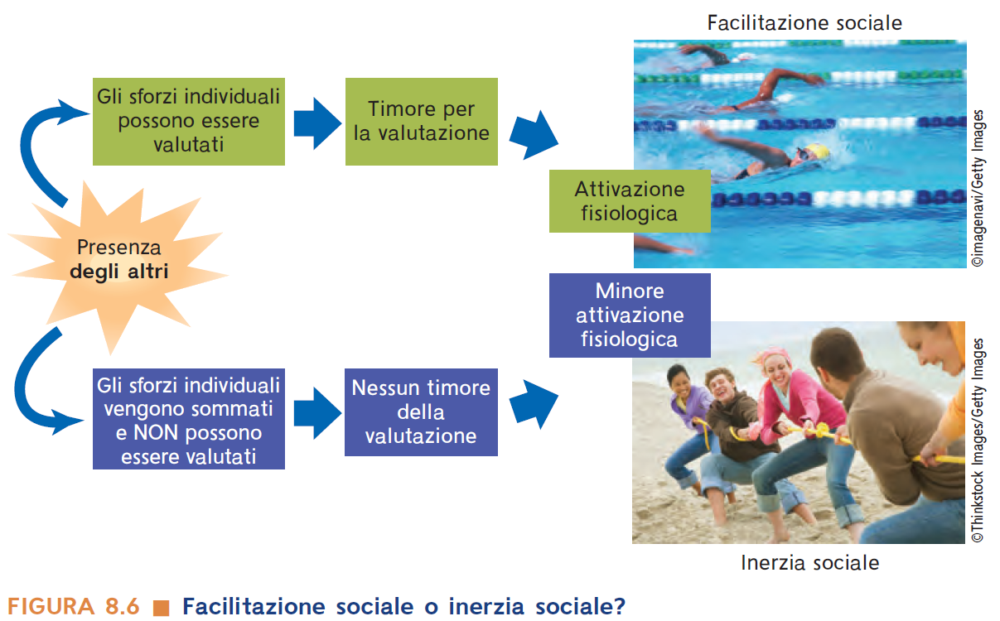 Facilitazione sociale
Gli sforzi individuali
possono essere
valutati
Timore per
la valutazione
Attivazione
fisiologica
©imagenavi/Getty Images
Presenza
degli altri
Minore
attivazione
fisiologica
Gli sforzi individuali
vengono sommati
e NON possono
essere valutati
Nessun timore
della
valutazione
©Thinkstock Images/Getty Images
Inerzia sociale
FIGURA 8.6 ■ Facilitazione sociale o inerzia sociale?